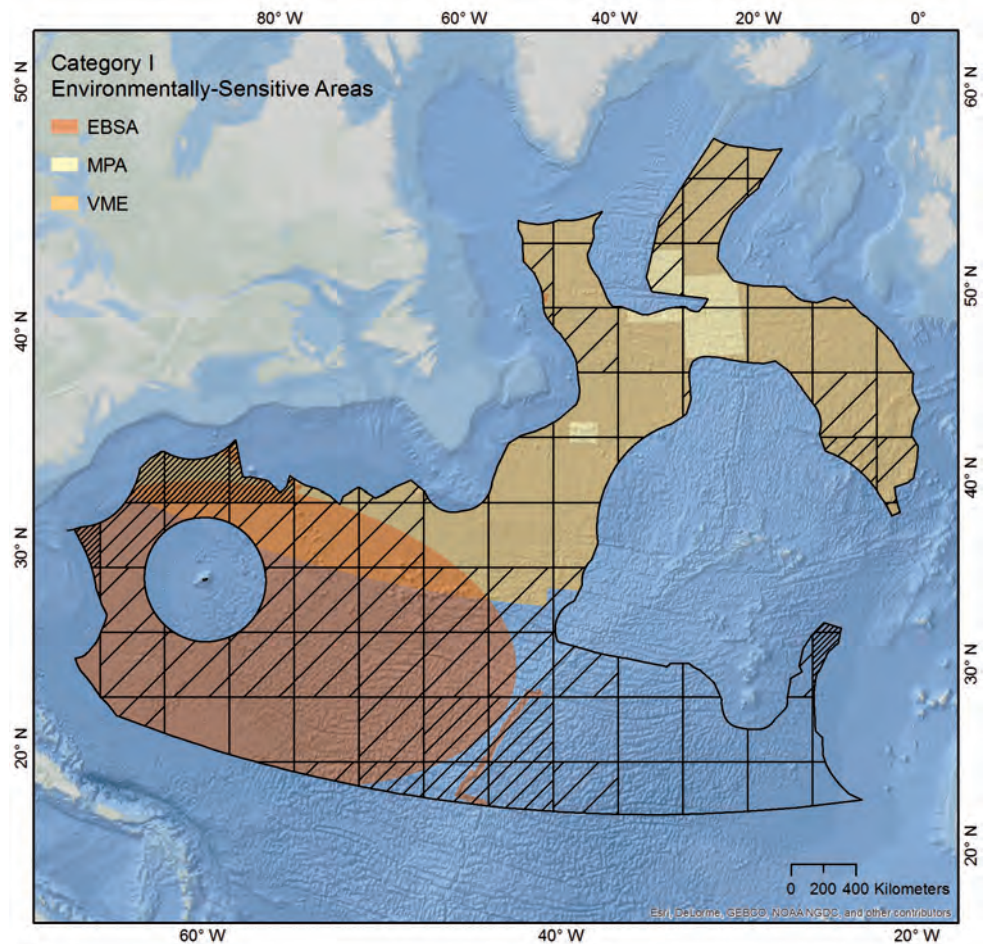 80° W 60° W 40° W 20° W 0°
Category I
Environmentally-Sensitive Areas
EBSA
MPA
VME
50° N
40° N
30° N
20° N
60° N
50° N
40° N
30° N
20° N
0 200 400 Kilometers
Esri, DeLorme, GEBCO, NOAA NGDC, and other contributors
60° W 40° W 20° W